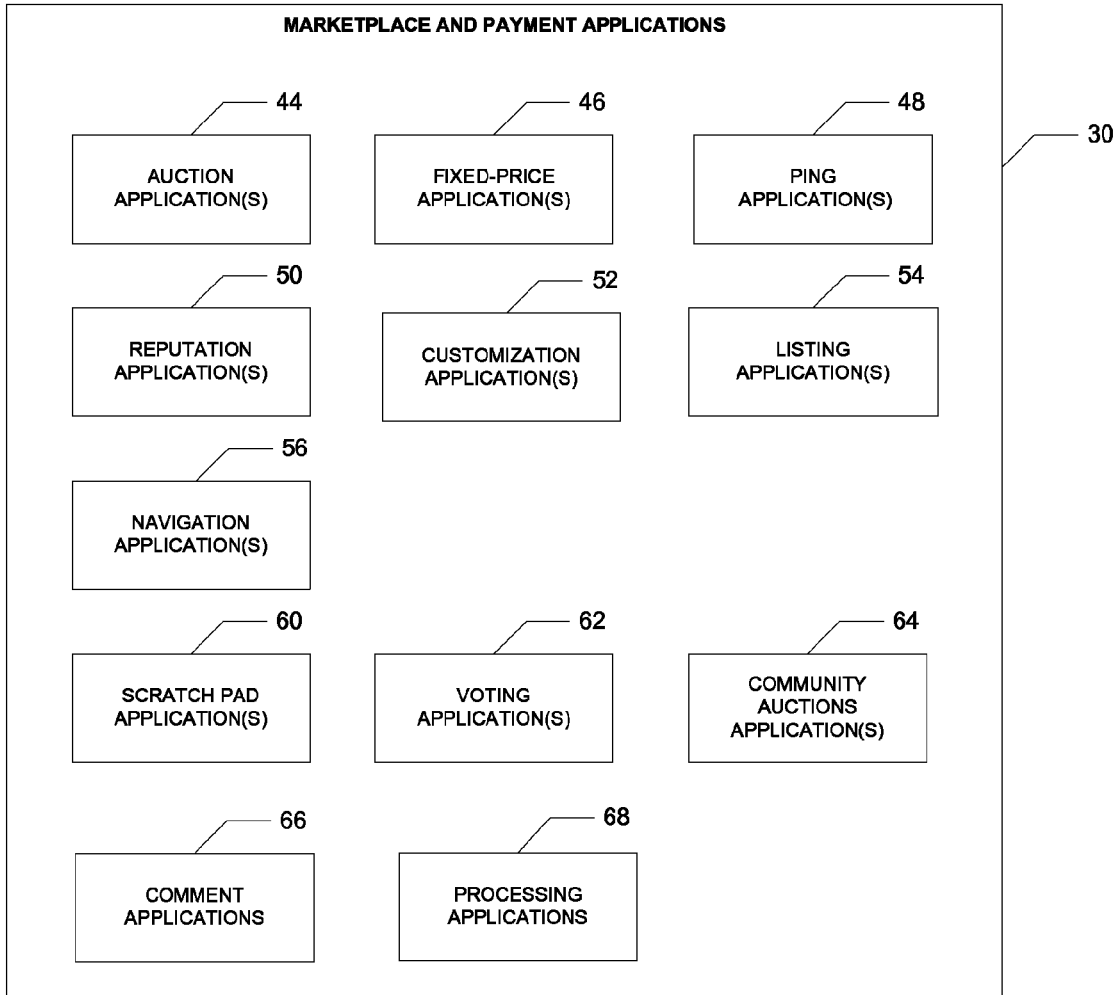 MARKETPLACE AND PAYMENT APPLICATIONS
44
46
48
30
AUCTION
APPLICATION(S)
FIXED-PRICE
APPLICATION(S)
PING
APPLICATION(S)
50
52
54
REPUTATION
APPLICATION(S)
CUSTOMIZATION
APPLICATION(S)
LISTING
APPLICATION(S)
56
NAVIGATION
APPLICATION(S)
60
62
64
SCRATCH PAD
APPLICATION(S)
VOTING
APPLICATION(S)
COMMUNITY
AUCTIONS
APPLICATION(S)
66
68
COMMENT
APPLICATIONS
PROCESSING
APPLICATIONS